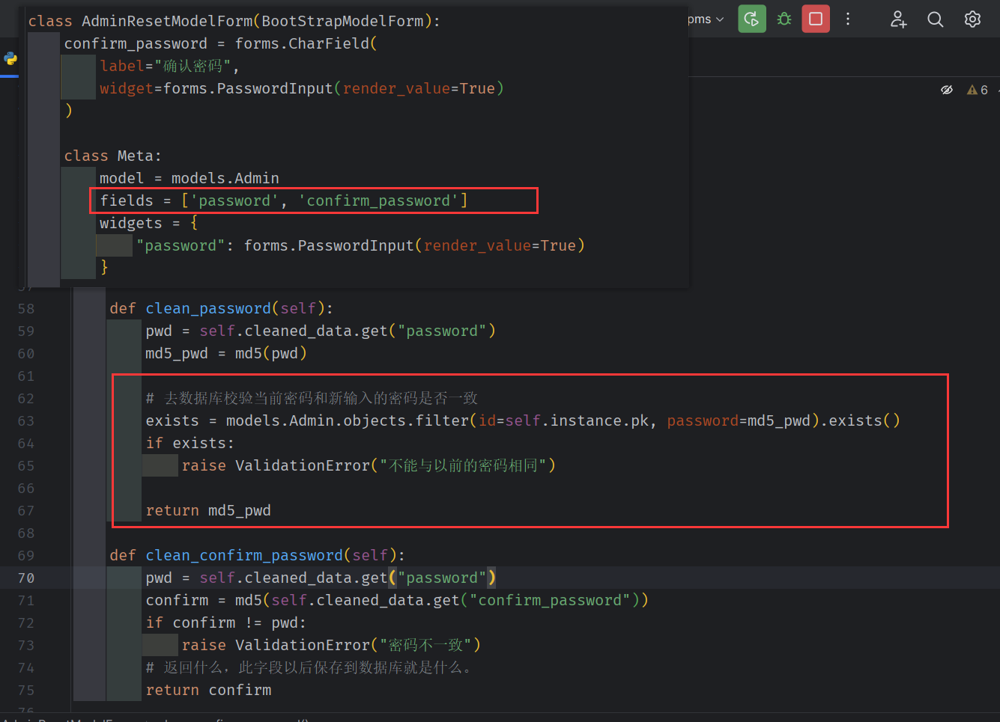 class AdminResetModelForm(BootStrapModelForm):
pms
confirm_password = forms.CharField(
label="确认密码",
widget=forms.PasswordInput(render_value=True)
6
)
class Meta:
model = models.Admin
fields = ['password', 'confirm_password']
widgets = {
"password": forms.PasswordInput(render_value=True)
}
58 def clean_password(self):
59 pwd = self.cleaned_data.get("password")
60 md5_pwd = md5(pwd)
61
62 # 去数据库校验当前密码和新输入的密码是否一致
63 exists = models.Admin.objects.filter(id=self.instance.pk, password=md5_pwd).exists()
64 if exists:
65 raise ValidationError("不能与以前的密码相同")
66
67 return md5_pwd
68
69 def clean_confirm_password(self):
70 pwd = self.cleaned_data.get("password")
71 confirm = md5(self.cleaned_data.get("confirm_password"))
72 if confirm != pwd:
73 raise ValidationError("密码不一致")
74 # 返回什么，此字段以后保存到数据库就是什么。
75 return confirm
76